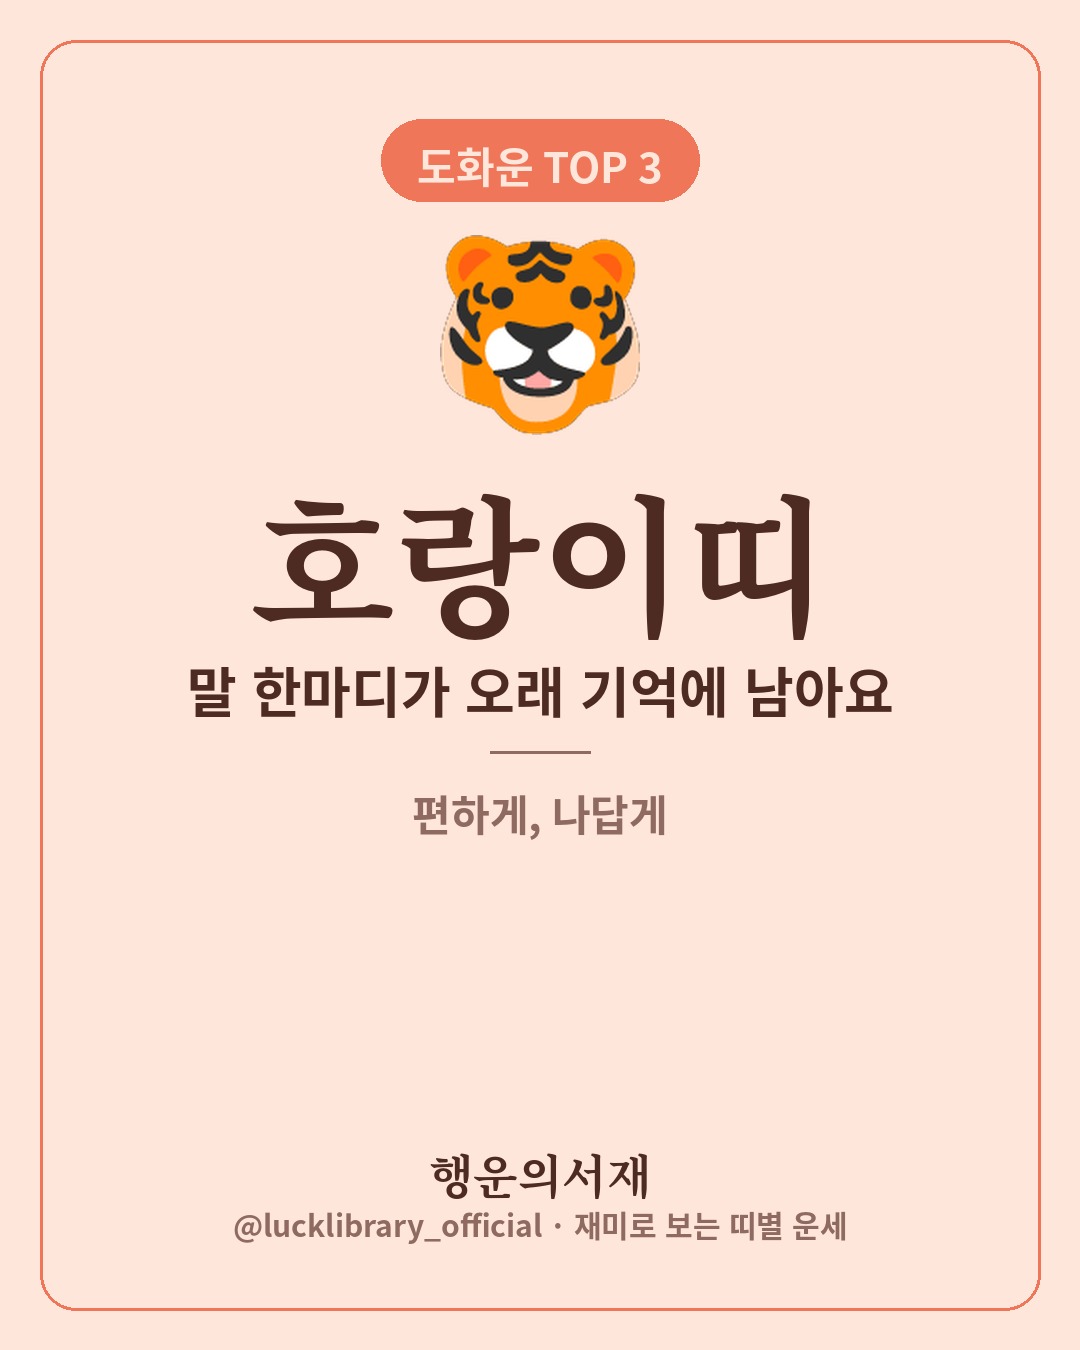 도화운 TOP 3
호랑이띠
말 한마디가 오래 기억에 남아요
편하게, 나답게
행운의서재
@lucklibrary_official · 재미로 보는 띠별 운세